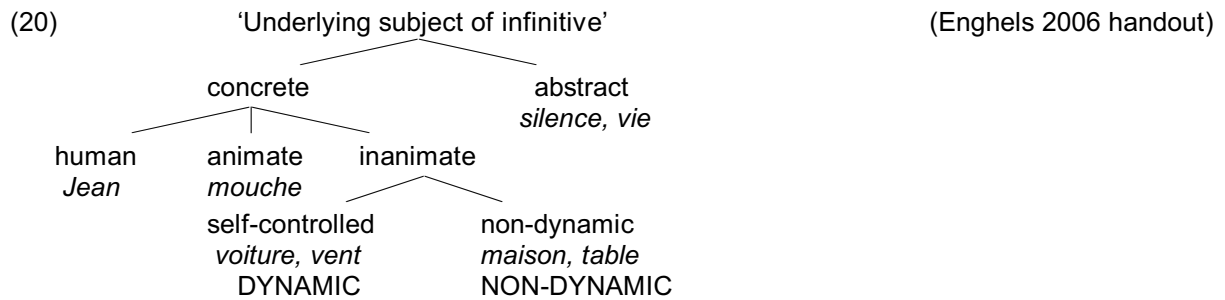 (20) ‘Underlying subject of infinitive’ (Enghels 2006 handout)
concrete abstract
silence, vie
human animate inanimate
Jean mouche
self-controlled non-dynamic
voiture, vent maison, table
DYNAMIC NON-DYNAMIC